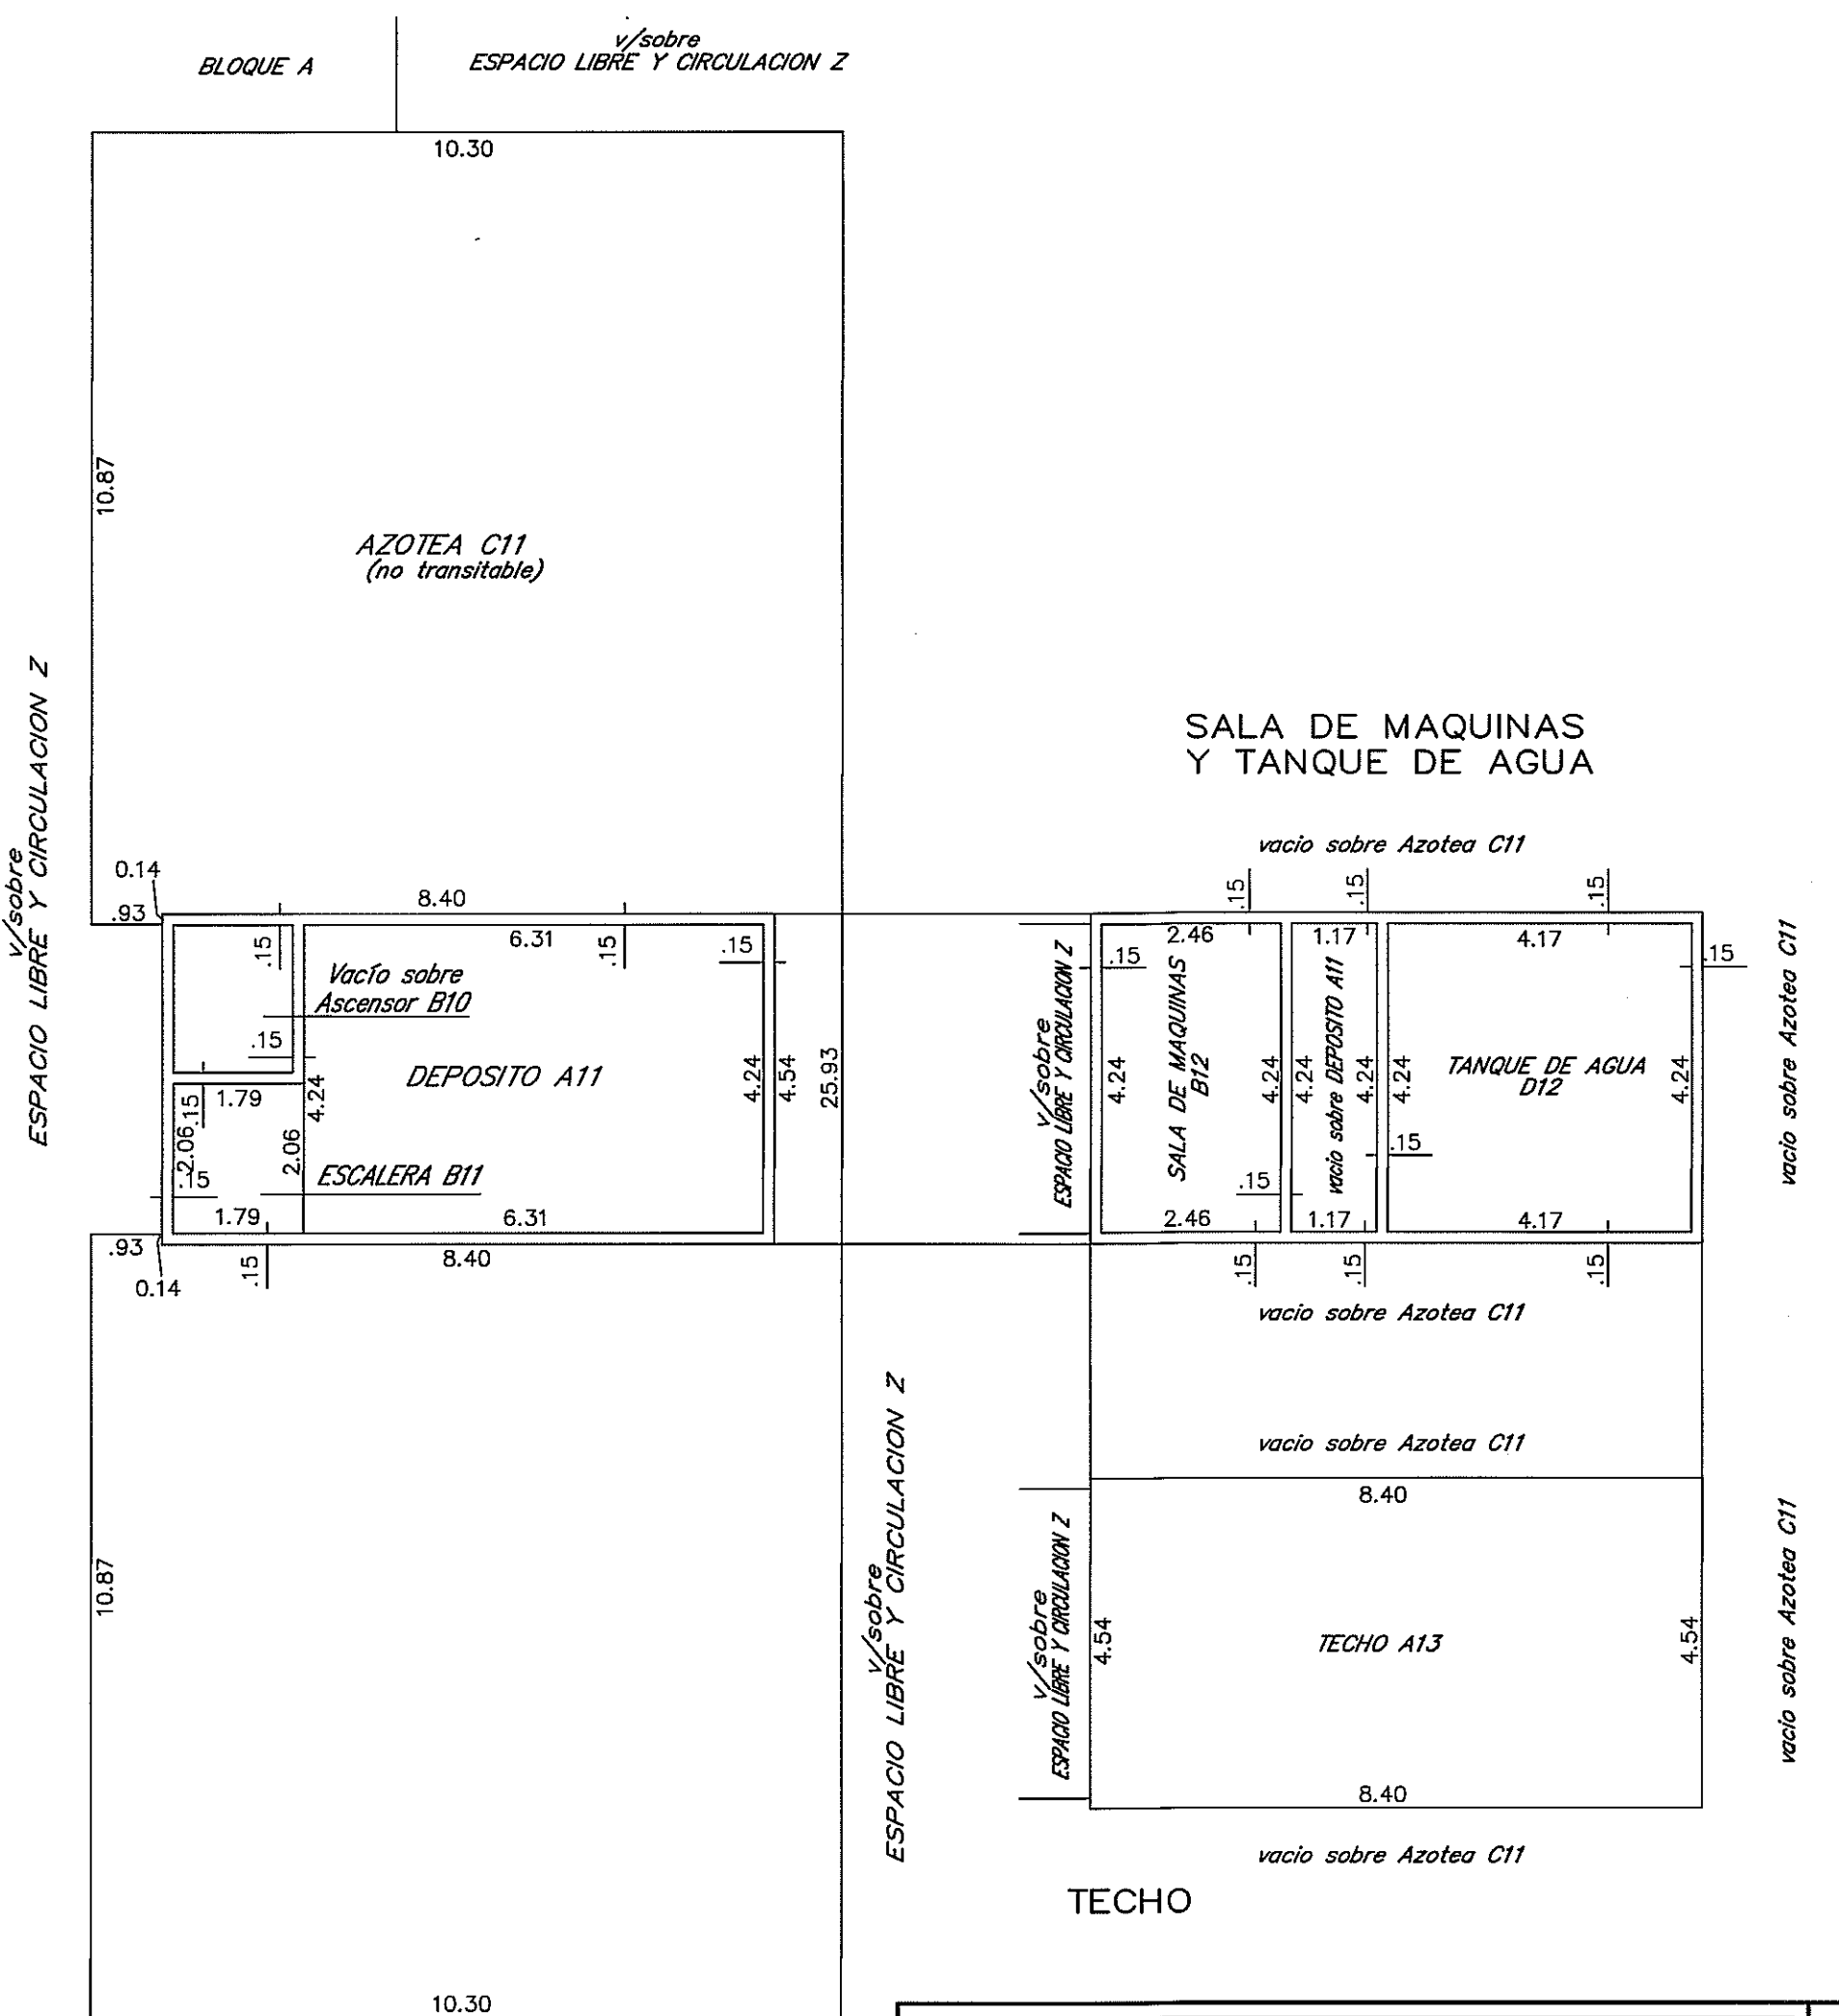 BLOQUE A
v/sobre
ESPACIO LIBRE Y CIRCULACION Z
10.30
10.87
AZOTEA C11
(no transitable)
v/sobre
ESPACIO LIBRE Y CIRCULACION Z
0.14
.93
8.40
.15
6.31
.15
.15
Vacío sobre
Ascensor B10
.15
DEPOSITO A11
4.24
4.54
25.93
1.79
.15
4.24
2.06
2.06
.15
ESCALERA B11
1.79
6.31
.93
0.14
.15
8.40
10.87
10.30
v/sobre
ESPACIO LIBRE Y CIRCULACION Z
SALA DE MAQUINAS
Y TANQUE DE AGUA
vacio sobre Azotea C11
.15
.15
.15
v/sobre
ESPACIO LIBRE Y CIRCULACION Z
.15
2.46
1.17
4.17
.15
4.24
SALA DE MAQUINAS
B12
4.24
4.24
vacio sobre DEPOSITO A11
4.24
4.24
TANQUE DE AGUA
D12
4.24
vacio sobre Azotea C11
.15
.15
2.46
1.17
4.17
.15
.15
.15
vacio sobre Azotea C11
vacio sobre Azotea C11
8.40
v/sobre
ESPACIO LIBRE Y CIRCULACION Z
4.54
TECHO A13
4.54
vacio sobre Azotea C11
8.40
vacio sobre Azotea C11
TECHO